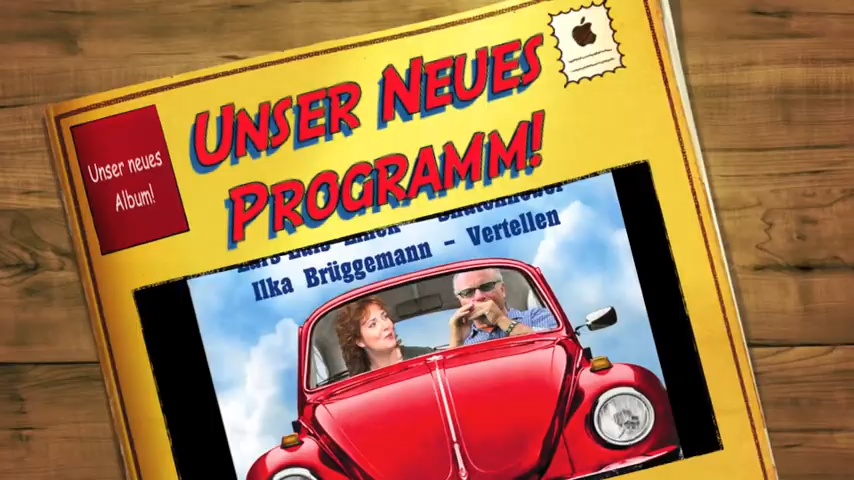 UNSER NEUES
PROGRAMM!
Unser neues
Album!
Ilka Brüggemann - Vertellen